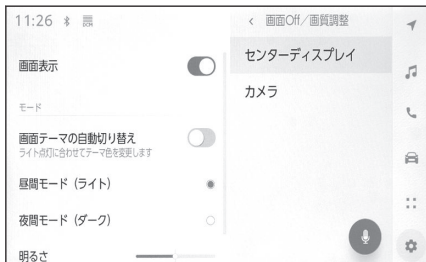 11:26
画面表示
モード
画面テーマの自動切り替え
ライト点灯に合わせてテーマ色を変更します
昼間モード（ライト）
夜間モード（ダーク）
明るさ
< 画面Off／画質調整
センターディスプレイ
カメラ